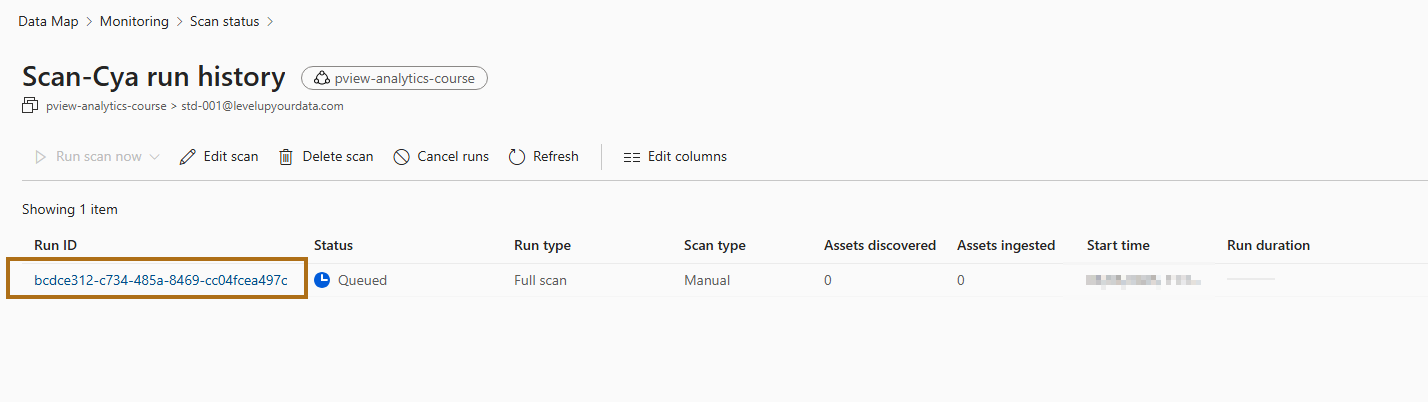 Data Map > Monitoring > Scan status >
Scan-Cya run history pview-analytics-course
pview-analytics-course > std-001@levelupyourdata.com
Run scan now Edit scan Delete scan Cancel runs Refresh Edit columns
Showing 1 item
Run ID Status Run type Scan type Assets discovered Assets ingested Start time Run duration
bcdce312-c734-485a-8469-cc04fcea497c Queued Full scan Manual 0 0